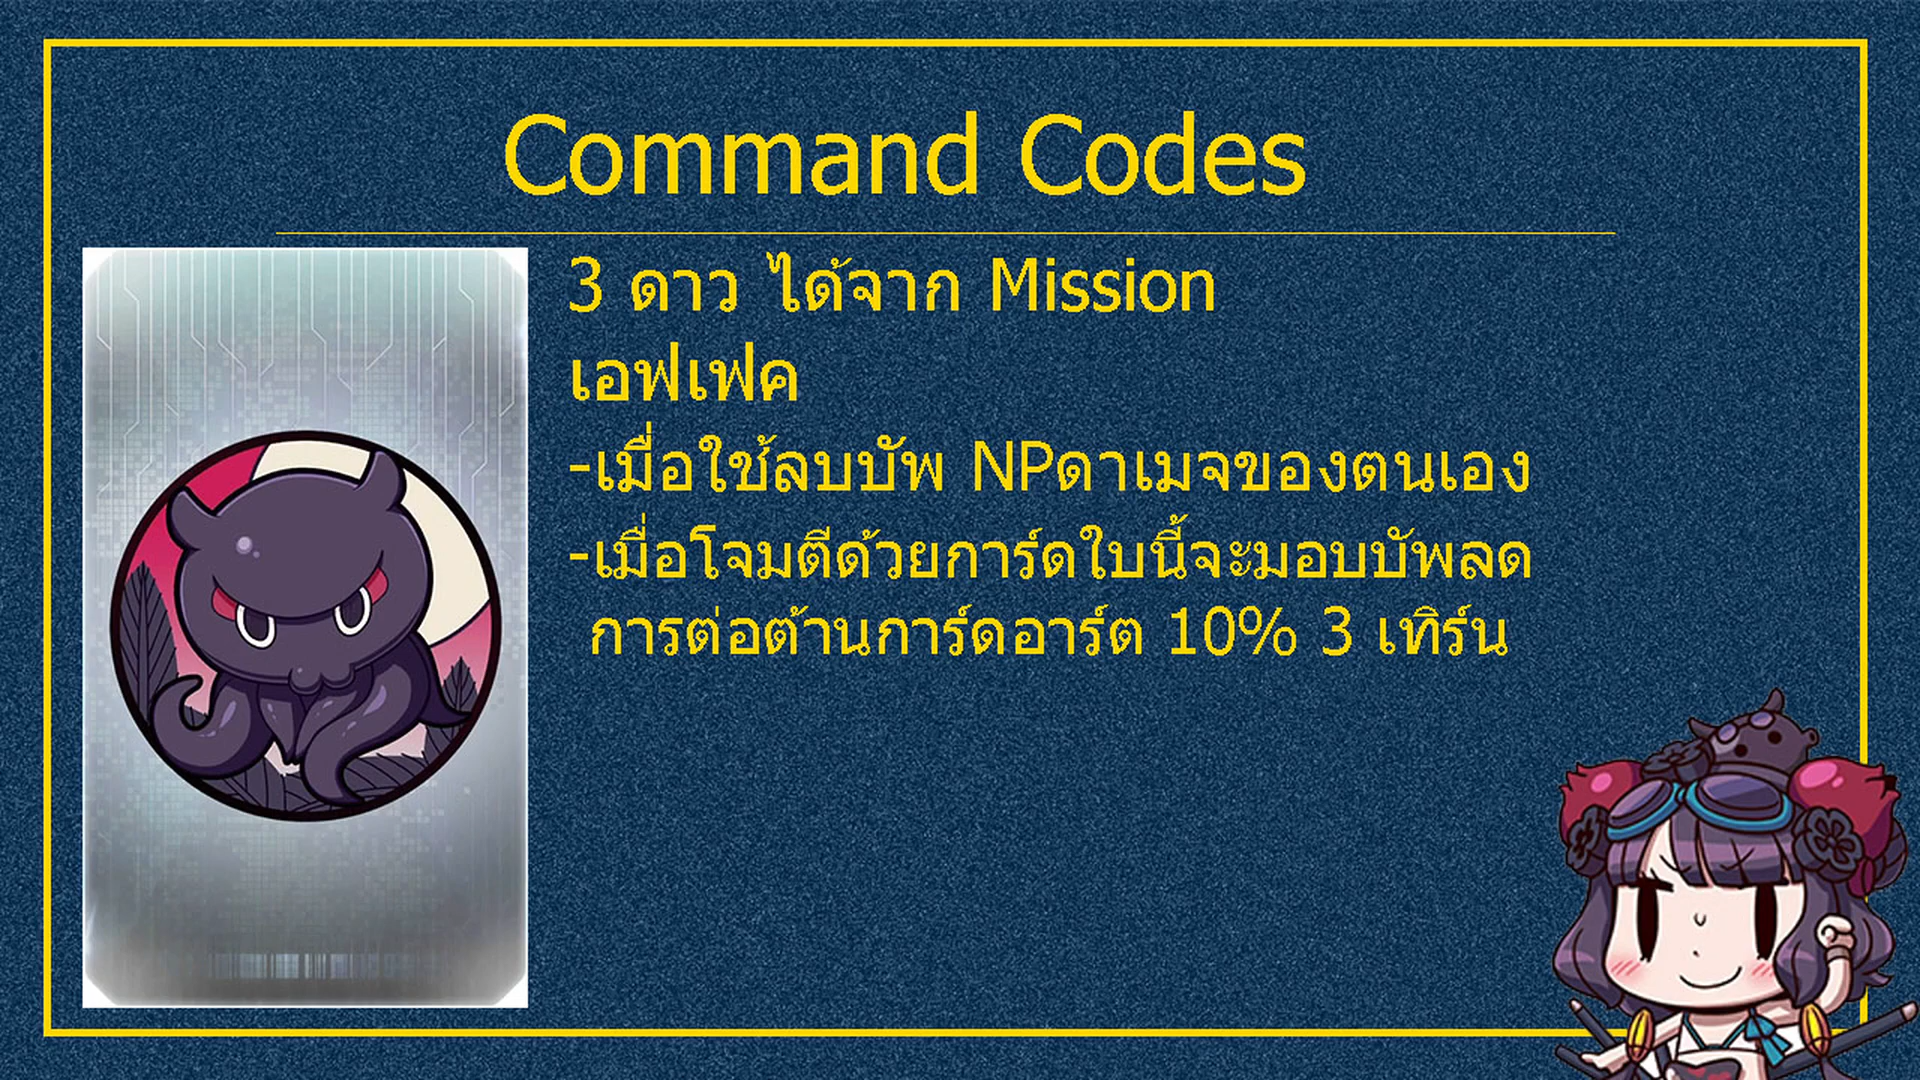 Command Codes
3 ดาว ได้จาก Mission
เอฟเฟค
-เมื่อใช้ลบบัพ NPดาเมจของตนเอง
-เมื่อโจมตีด้วยการ์ดใบนี้จะมอบบัพลด
การต่อต้านการ์ดอาร์ต 10% 3 เทิร์น